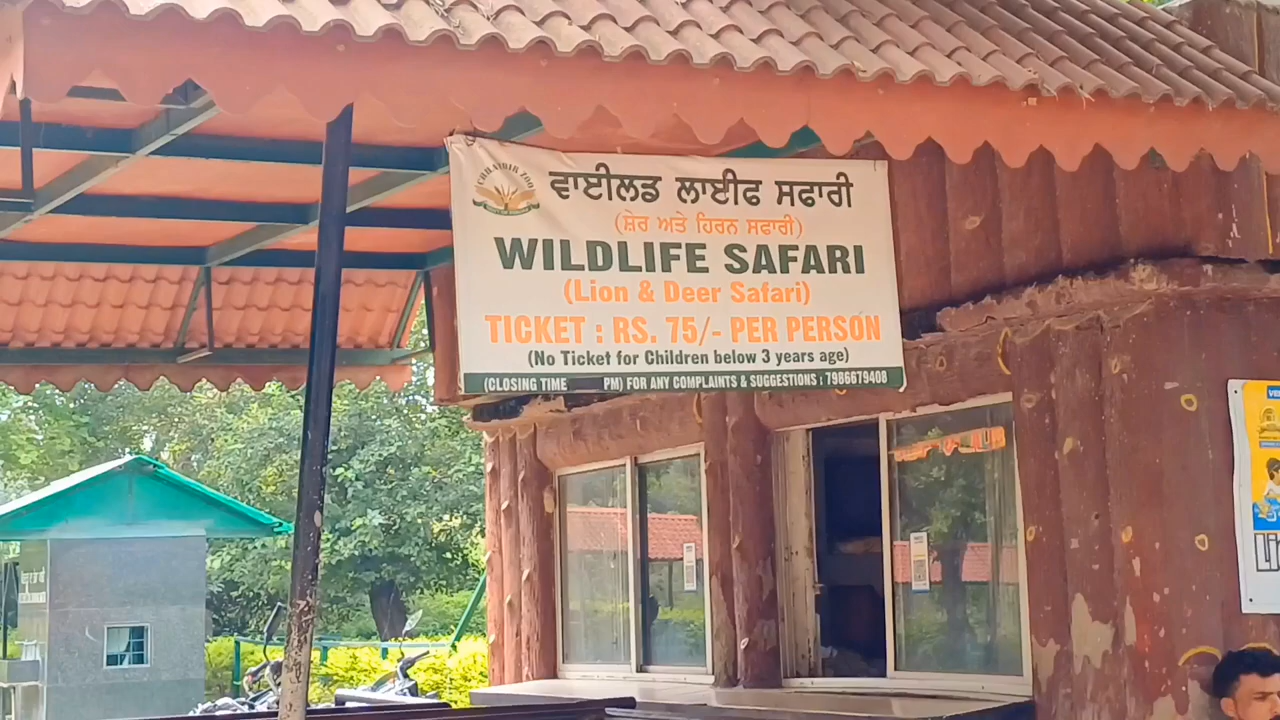 CHHATBIR ZOO
ਵਾਈਲਡ ਲਾਈਫ ਸਫਾਰੀ
(ਸ਼ੇਰ ਅਤੇ ਹਿਰਨ ਸਫਾਰੀ)
WILDLIFE SAFARI
(Lion & Deer Safari)
TICKET : RS. 75/- PER PERSON
(No Ticket for Children below 3 years age)
(CLOSING TIME PM) FOR ANY COMPLAINTS & SUGGESTIONS : 7986679408